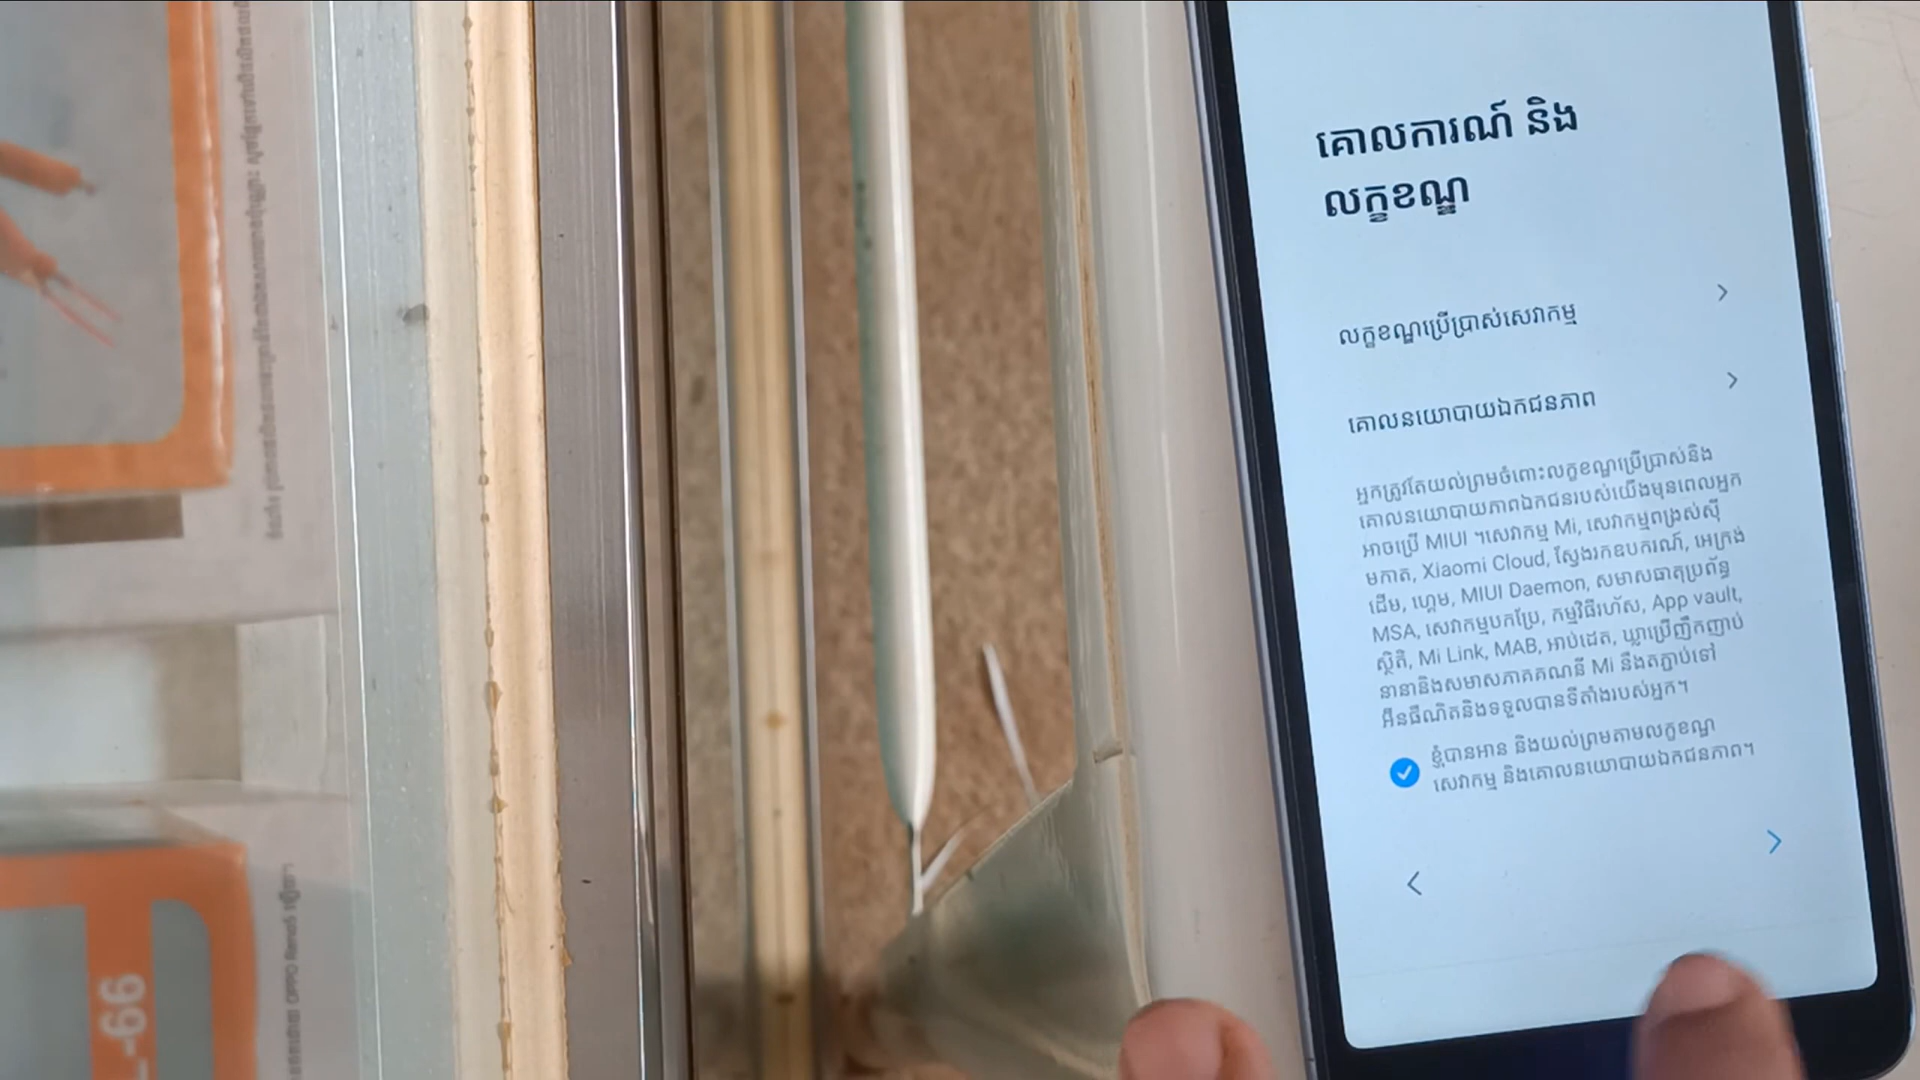 គោលការណ៍ និង
លក្ខខណ្ឌ
លក្ខខណ្ឌប្រើប្រាស់សេវាកម្ម
គោលនយោបាយឯកជនភាព
អ្នកត្រូវតែយល់ព្រមចំពោះលក្ខខណ្ឌប្រើប្រាស់និង
គោលនយោបាយភាពឯកជនរបស់យើងមុនពេលអ្នក
អាចប្រើ MIUI ។សេវាកម្ម Mi, សេវាកម្មពង្រស់ស៊ី
មកាត, Xiaomi Cloud, ស្វែងរកឧបករណ៍, អេក្រង់
ដើម, ហ្គេម, MIUI Daemon, សមាសធាតុប្រព័ន្ធ
MSA, សេវាកម្មបកប្រែ, កម្មវិធីរហ័ស, App vault,
ស្ថិតិ, Mi Link, MAB, អាប់ដេត, ឃ្លាប្រើញឹកញាប់
នានានិងសមាសភាគគណនី Mi នឹងតភ្ជាប់ទៅ
អ៊ីនធឺណិតនិងទទួលបានទីតាំងរបស់អ្នក។
ខ្ញុំបានអាន និងយល់ព្រមតាមលក្ខខណ្ឌ
សេវាកម្ម និងគោលនយោបាយឯកជនភាព។
L-66
OPPO Reno5